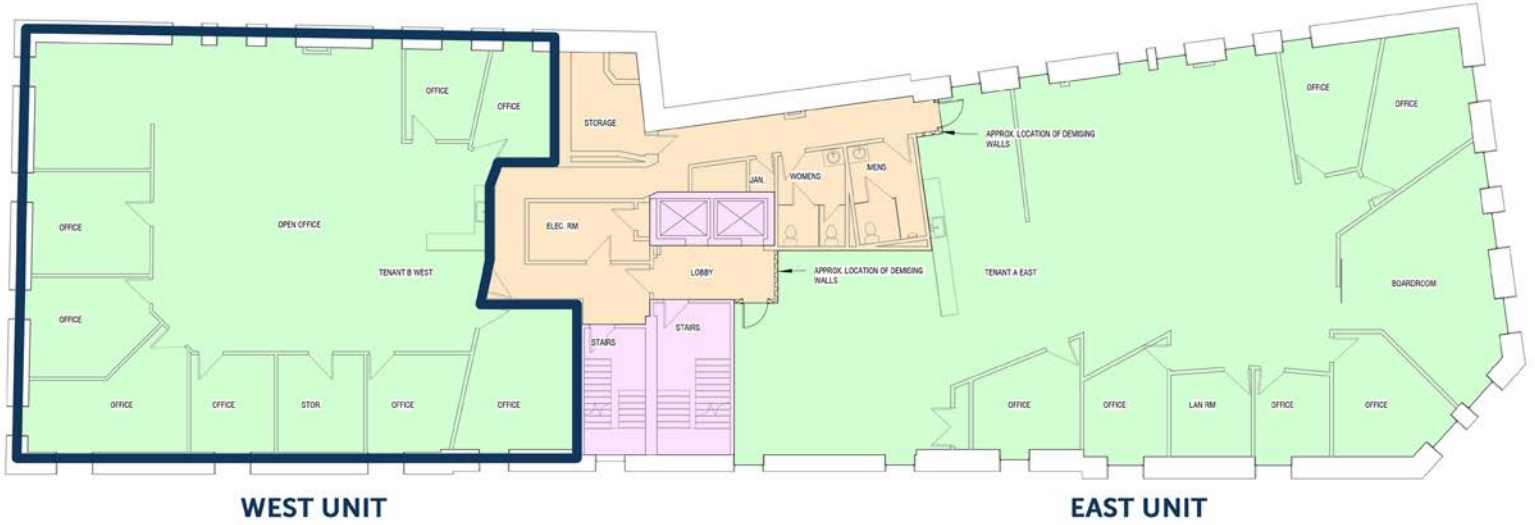 OFFICE
OFFICE
STORAGE
OFFICE
OFFICE
APPROX. LOCATION OF DEMISING
WALLS
JAN.
WOMENS
MENS
OFFICE
OPEN OFFICE
ELEC. RM
TENANT B WEST
LOBBY
APPROX. LOCATION OF DEMISING
WALLS
TENANT A EAST
BOARDROOM
OFFICE
STAIRS
STAIRS
OFFICE
OFFICE
STOR.
OFFICE
OFFICE
OFFICE
OFFICE
LAN RM
OFFICE
OFFICE
WEST UNIT
EAST UNIT